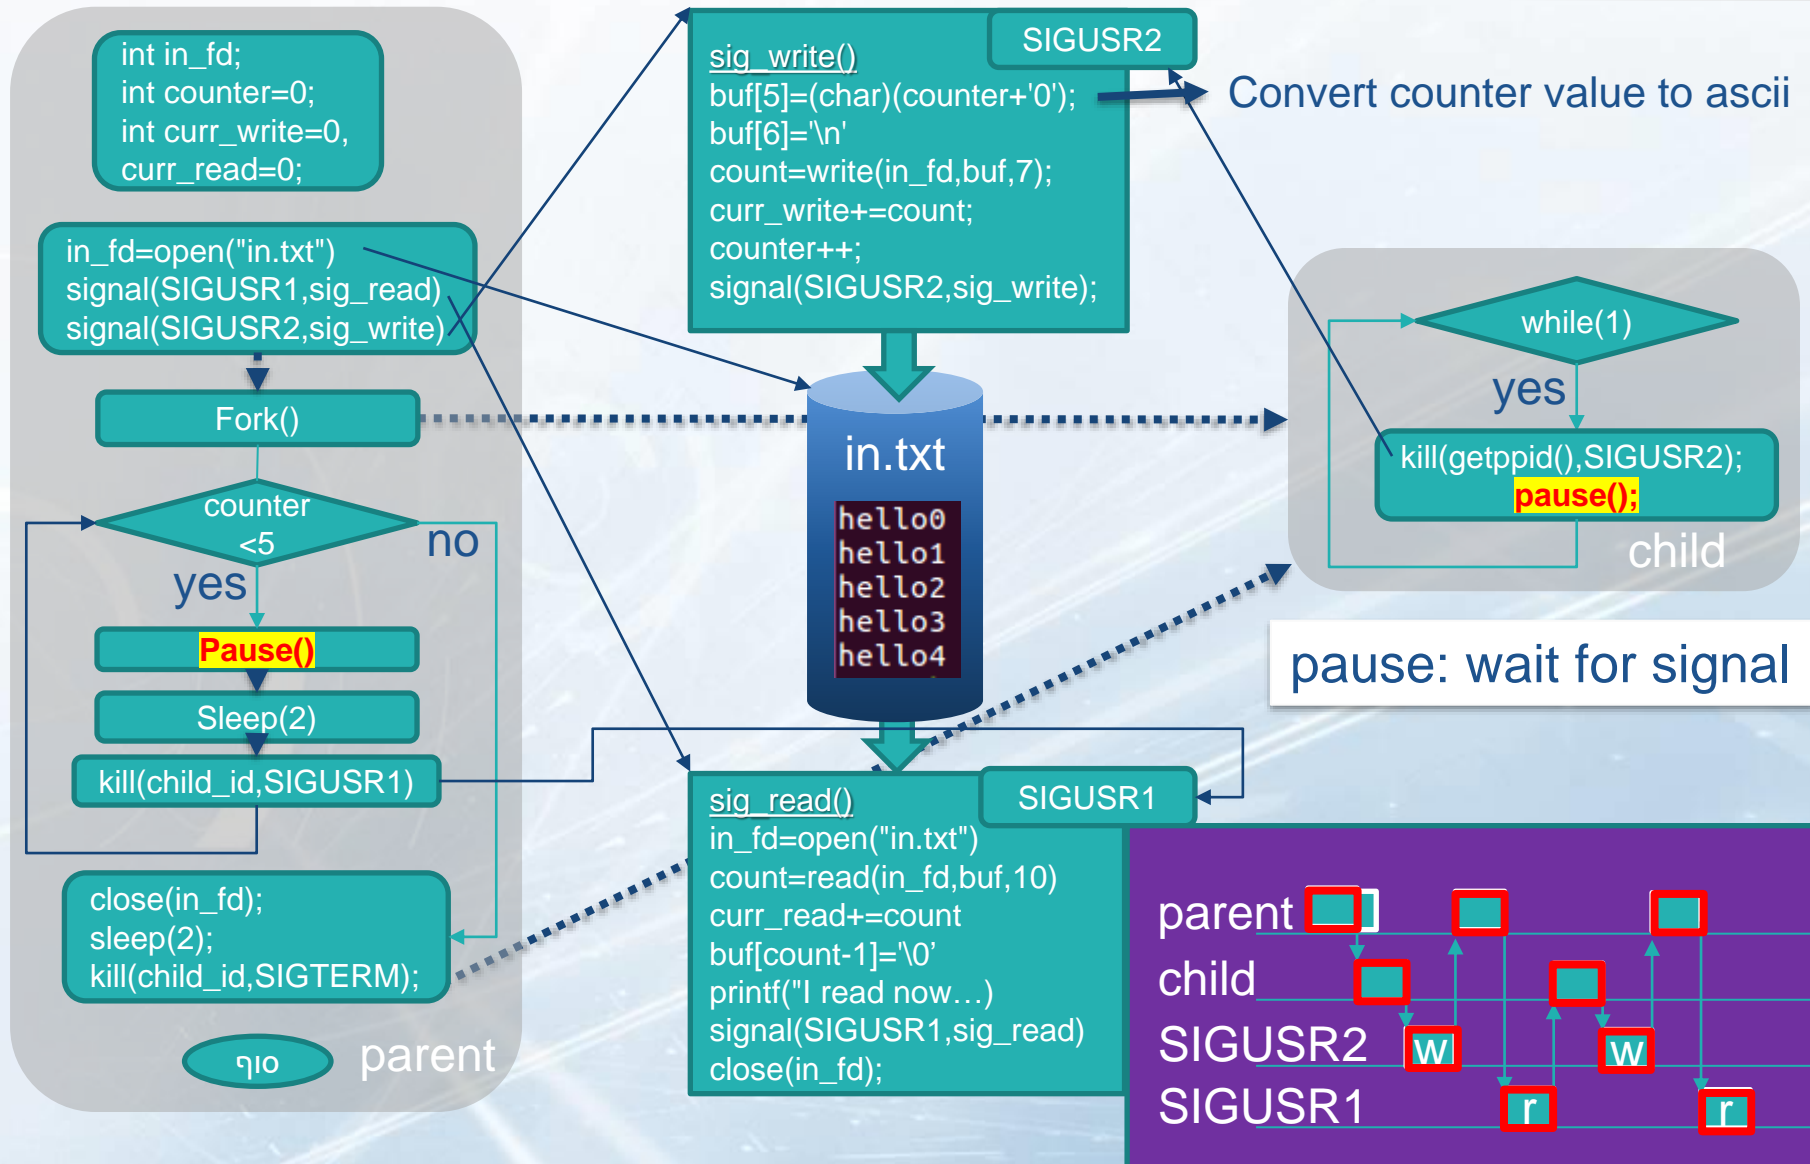 int in_fd;
int counter=0;
int curr_write=0,
curr_read=0;
in_fd=open("in.txt")
signal(SIGUSR1,sig_read)
signal(SIGUSR2,sig_write)
Fork()
counter
<5
no
yes
Pause()
Sleep(2)
kill(child_id,SIGUSR1)
close(in_fd);
sleep(2);
kill(child_id,SIGTERM);
סוף
parent
SIGUSR2
sig_write()
buf[5]=(char)(counter+'0');
buf[6]='\n'
count=write(in_fd,buf,7);
curr_write+=count;
counter++;
signal(SIGUSR2,sig_write);
Convert counter value to ascii
in.txt
hello0
hello1
hello2
hello3
hello4
SIGUSR1
sig_read()
in_fd=open("in.txt")
count=read(in_fd,buf,10)
curr_read+=count
buf[count-1]='\0’
printf("I read now…)
signal(SIGUSR1,sig_read)
close(in_fd);
while(1)
yes
kill(getppid(),SIGUSR2);
pause();
child
pause: wait for signal
parent
child
SIGUSR2 w w
SIGUSR1 r r